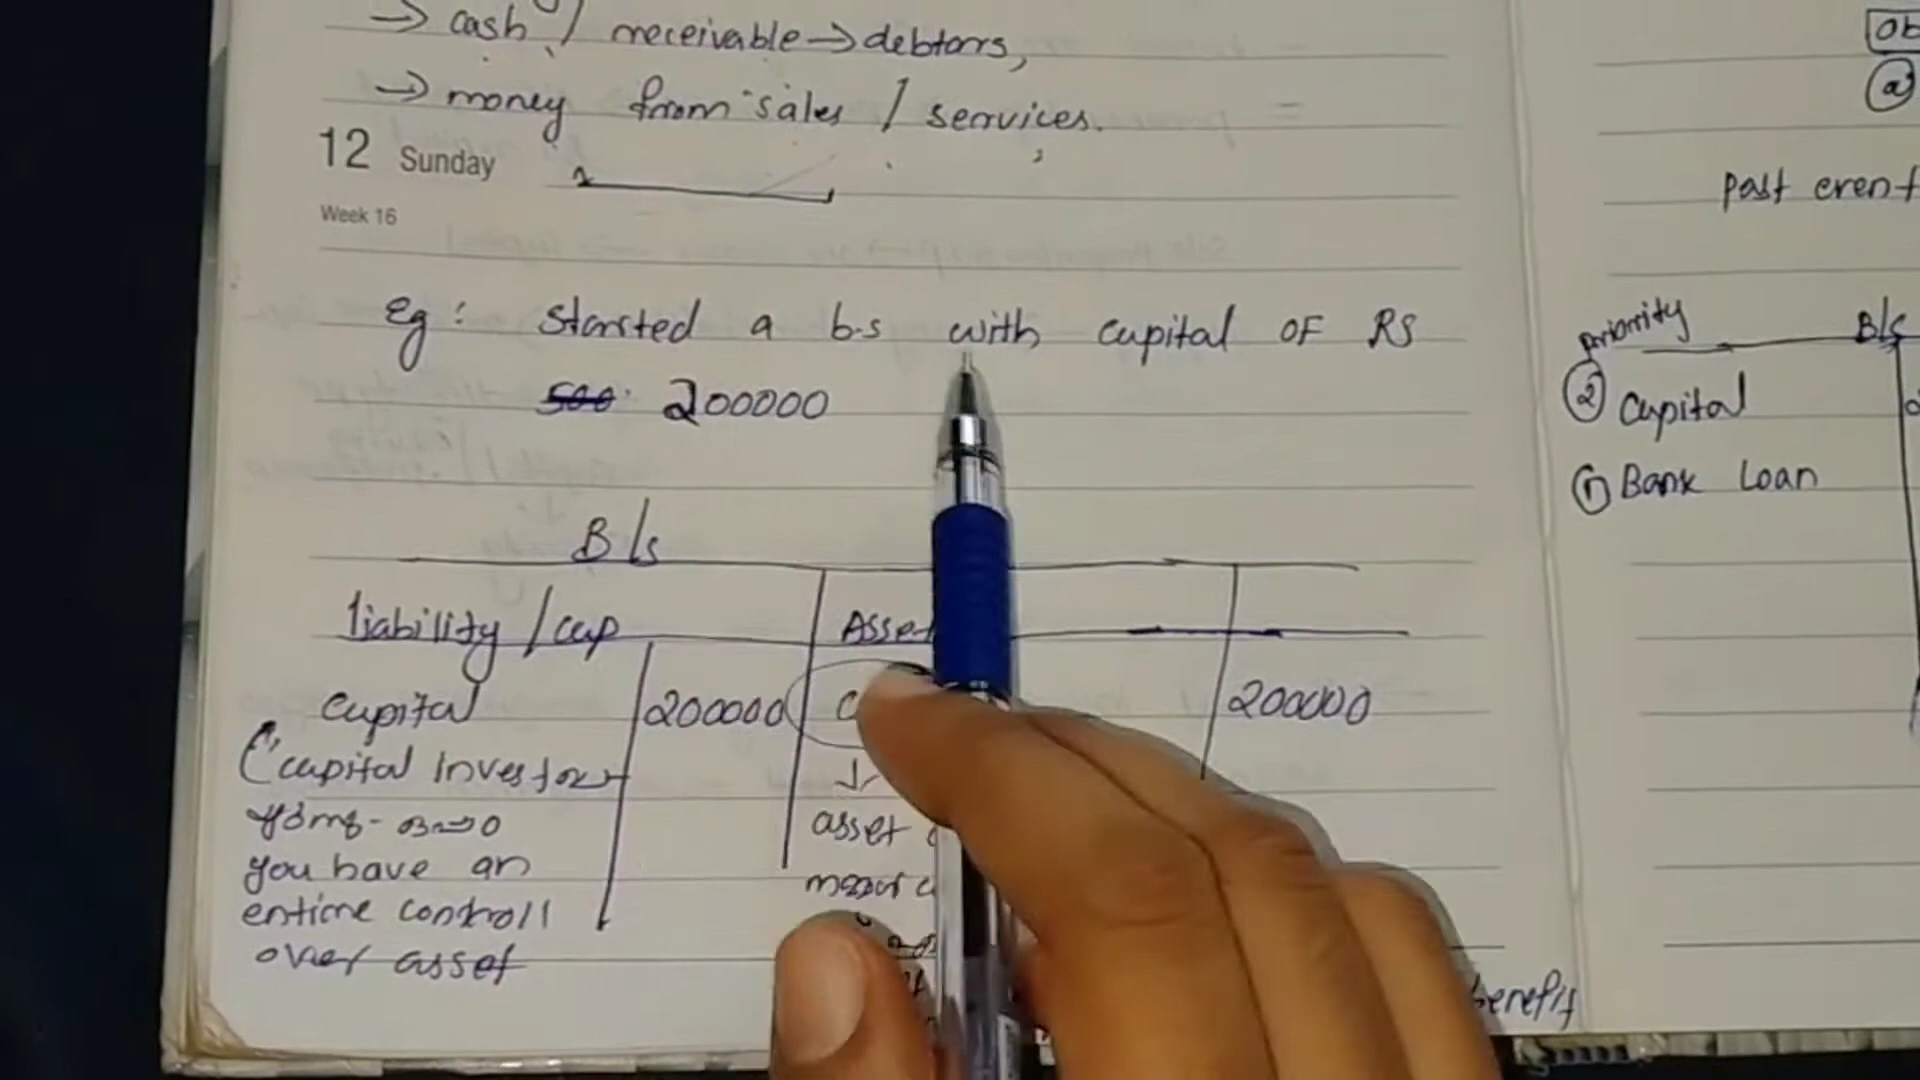 → cash / receivable → debtors,
→ money from sales / services.
12 Sunday
Week 16
Eg: Started a b.s with capital OF RS
500. 200000
B/s
liability / cap
Asset
capital 200000
200000
(capital investor
asset
you have an
entire controll
over asset
benefit
ob
a
past event
priority
B/s
② capital
① Bank Loan